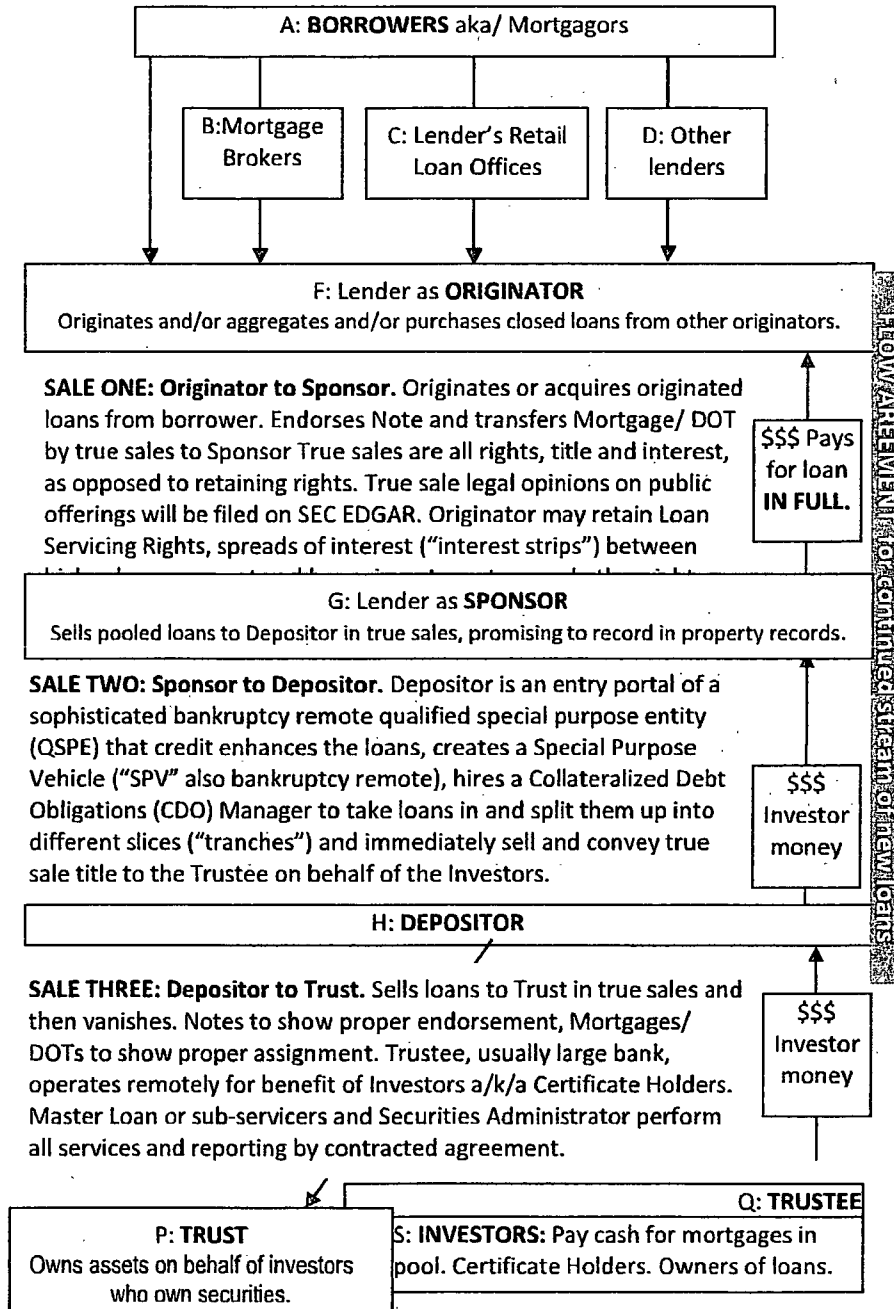 A: BORROWERS aka/ Mortgagors
B:Mortgage
Brokers
C: Lender's Retail
Loan Offices
D: Other
lenders
F: Lender as ORIGINATOR
Originates and/or aggregates and/or purchases closed loans from other originators.
SALE ONE: Originator to Sponsor. Originates or acquires originated
loans from borrower. Endorses Note and transfers Mortgage/ DOT
by true sales to Sponsor True sales are all rights, title and interest,
as opposed to retaining rights. True sale legal opinions on public
offerings will be filed on SEC EDGAR. Originator may retain Loan
Servicing Rights, spreads of interest ("interest strips") between
$$$ Pays
for loan
IN FULL.
G: Lender as SPONSOR
Sells pooled loans to Depositor in true sales, promising to record in property records.
SALE TWO: Sponsor to Depositor. Depositor is an entry portal of a
sophisticated bankruptcy remote qualified special purpose entity
(QSPE) that credit enhances the loans, creates a Special Purpose
Vehicle ("SPV" also bankruptcy remote), hires a Collateralized Debt
Obligations (CDO) Manager to take loans in and split them up into
different slices ("tranches") and immediately sell and convey true
sale title to the Trustee on behalf of the Investors.
$$$
Investor
money
H: DEPOSITOR
SALE THREE: Depositor to Trust. Sells loans to Trust in true sales and
then vanishes. Notes to show proper endorsement, Mortgages/
DOTs to show proper assignment. Trustee, usually large bank,
operates remotely for benefit of Investors a/k/a Certificate Holders.
Master Loan or sub-servicers and Securities Administrator perform
all services and reporting by contracted agreement.
$$$
Investor
money
Q: TRUSTEE
P: TRUST
Owns assets on behalf of investors
who own securities.
S: INVESTORS: Pay cash for mortgages in
pool. Certificate Holders. Owners of loans.
for continued stream of new loans